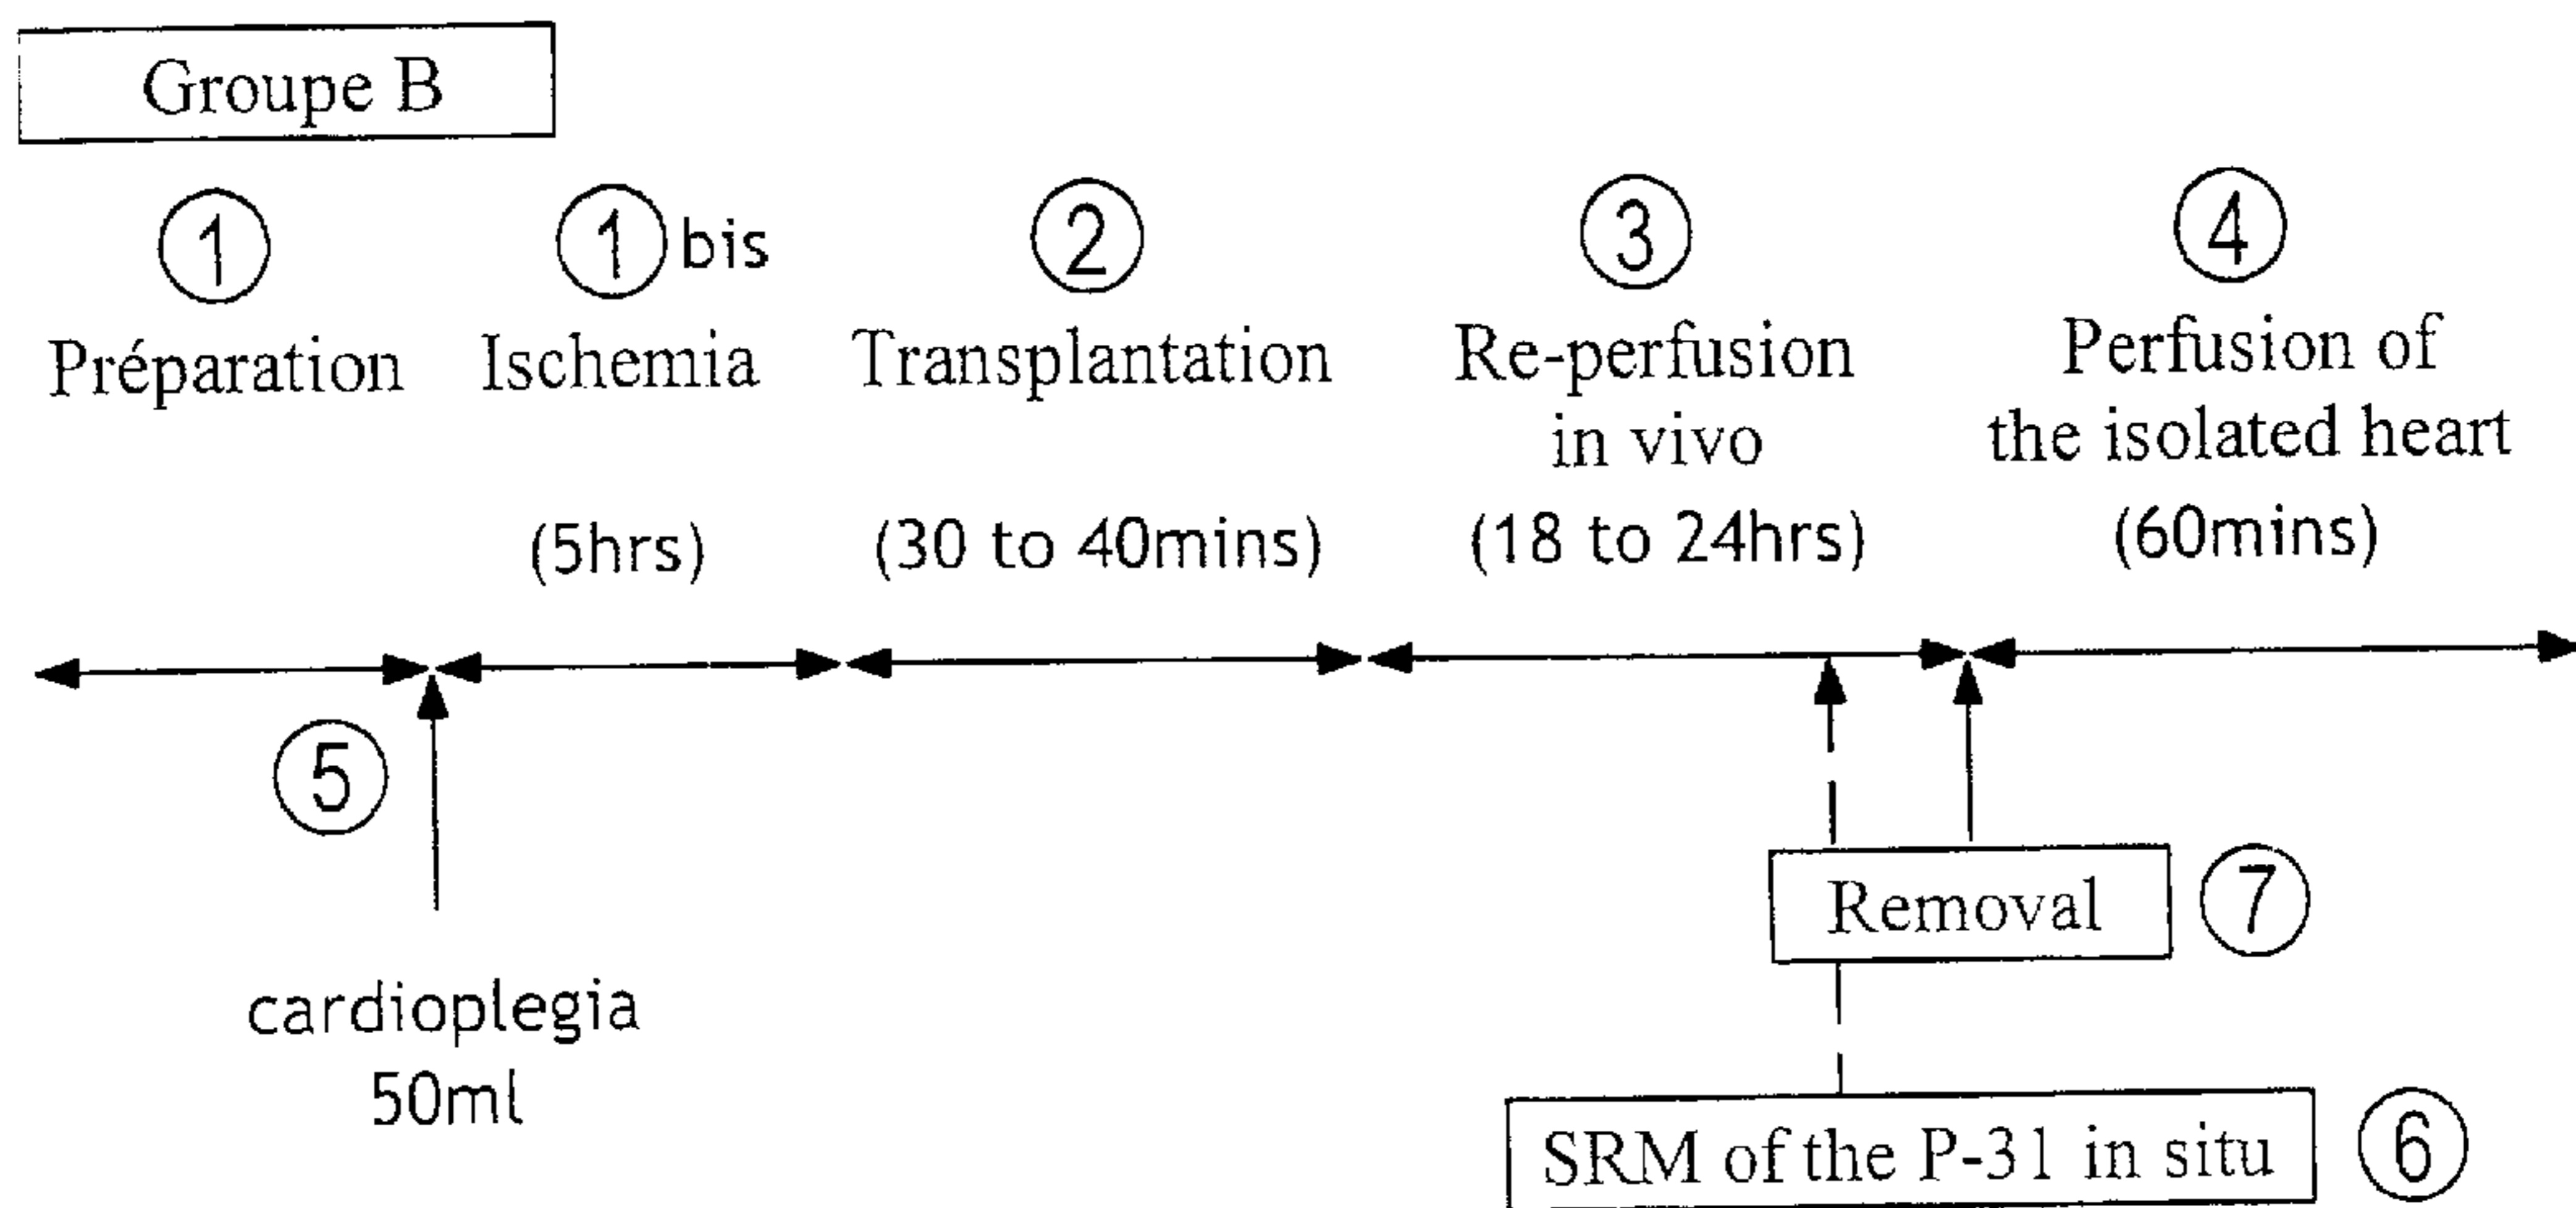 Groupe B
1 1 bis 2 3 4
Préparation Ischemia Transplantation Re-perfusion Perfusion of
in vivo the isolated heart
(5hrs) (30 to 40mins) (18 to 24hrs) (60mins)
5
Removal 7
cardioplegia
50ml
SRM of the P-31 in situ 6